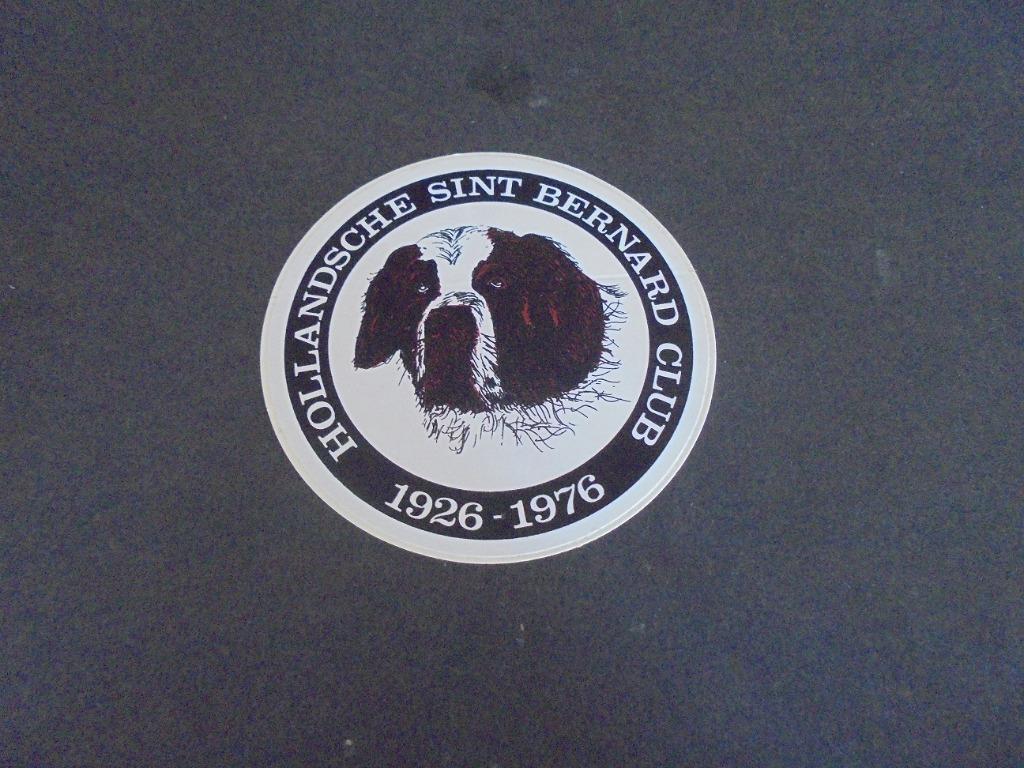 HOLLANDSCHE SINT BERNARD CLUB
1926 - 1976